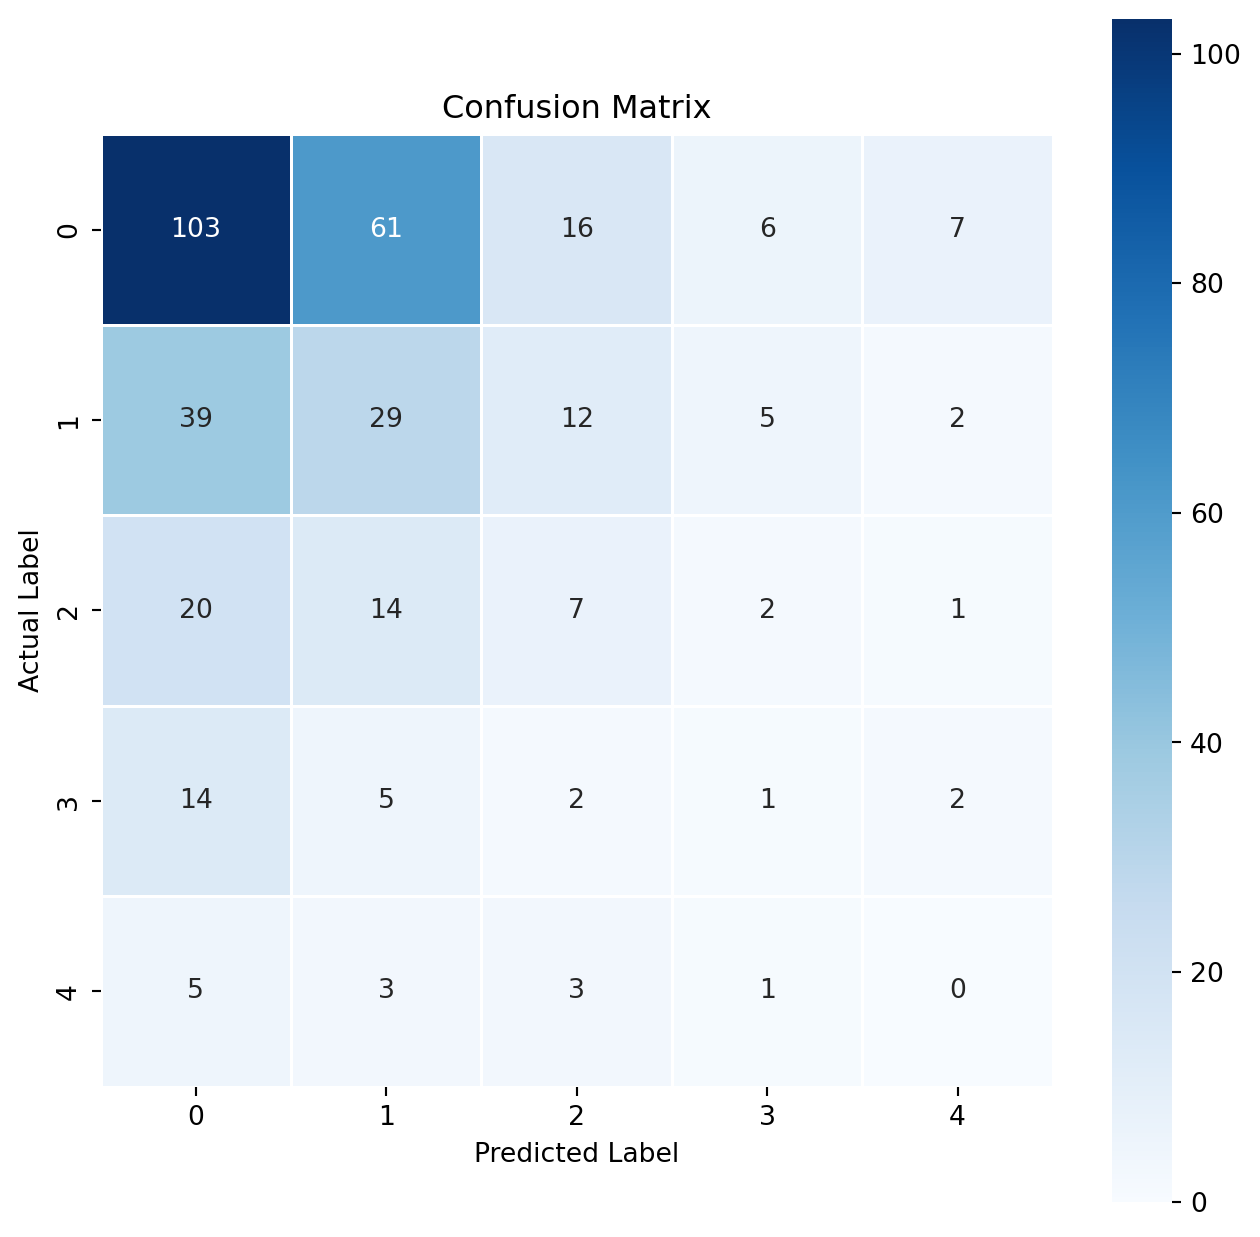 Confusion Matrix
Actual Label
0 103 61 16 6 7
1 39 29 12 5 2
2 20 14 7 2 1
3 14 5 2 1 2
4 5 3 3 1 0
0 1 2 3 4
Predicted Label
100
80
60
40
20
0